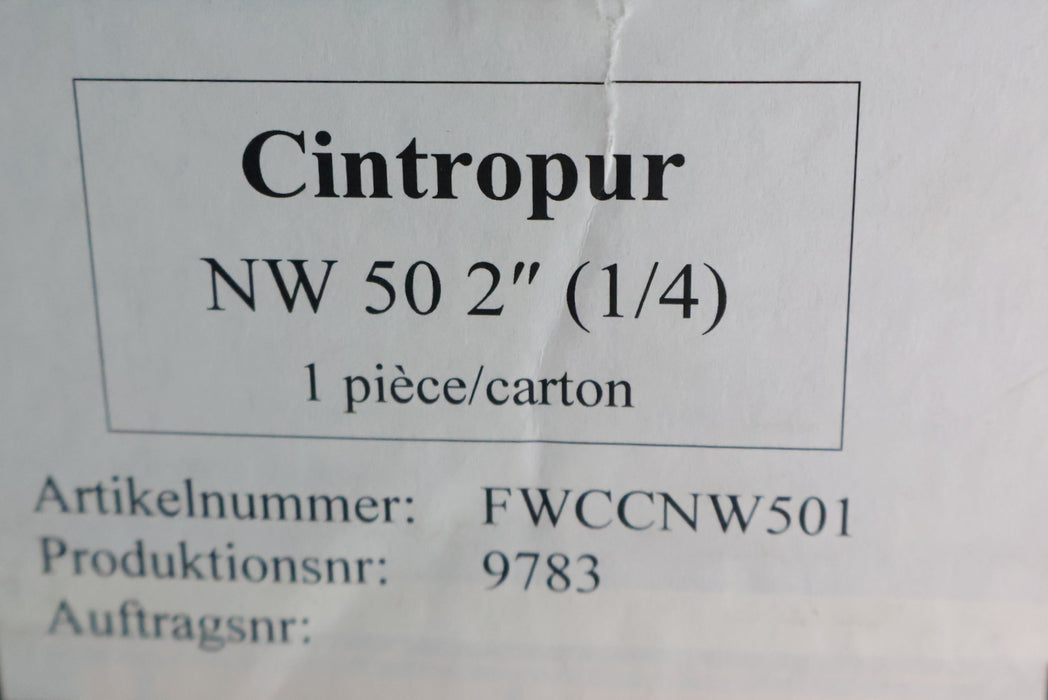 Cintropur
NW 50 2" (1/4)
1 pièce/carton
Artikelnummer: FWCCNW501
Produktionsnr: 9783
Auftragsnr: